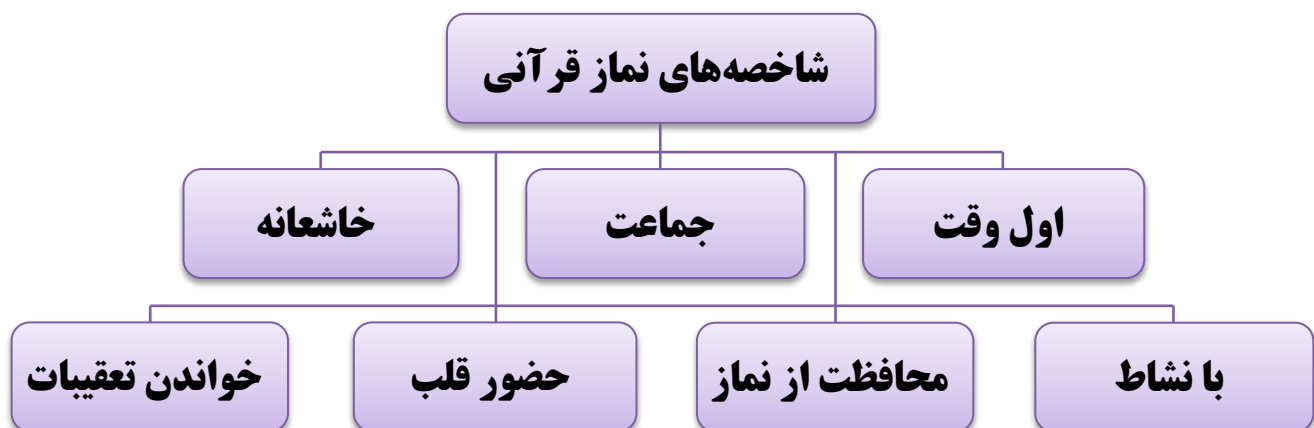 شاخصه‌های نماز قرآنی
اول وقت
جماعت
خاشعانه
با نشاط
محافظت از نماز
حضور قلب
خواندن تعقیبات